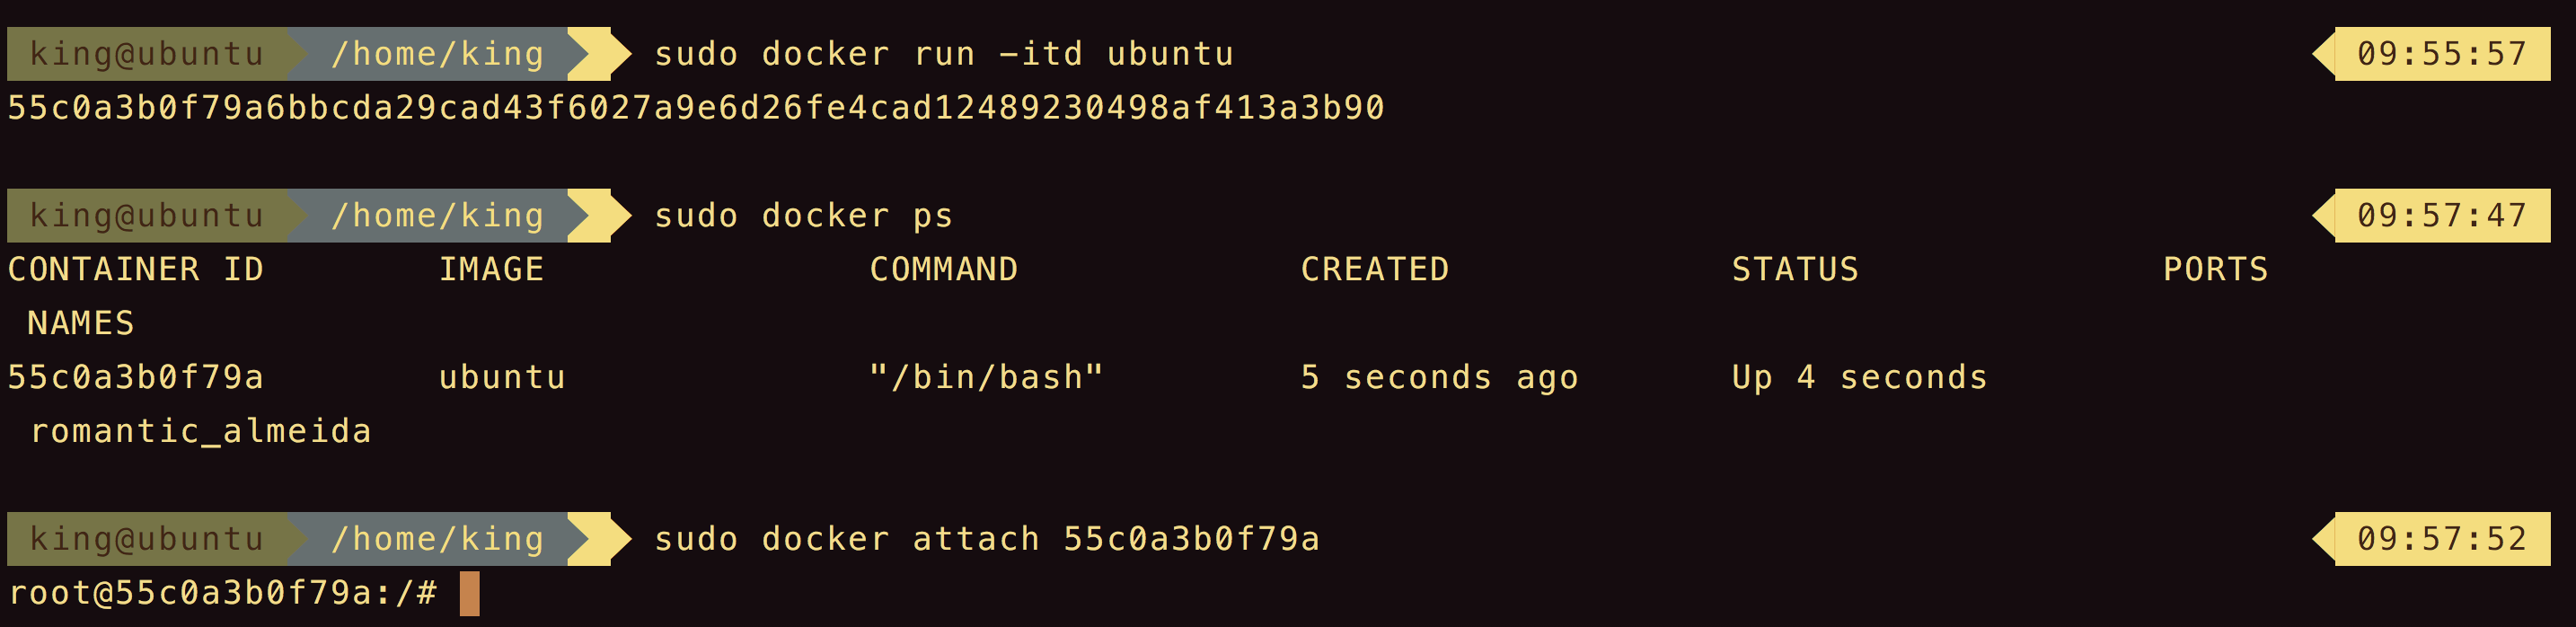 king@ubuntu /home/king sudo docker run -itd ubuntu 09:55:57
55c0a3b0f79a6bbcda29cad43f6027a9e6d26fe4cad12489230498af413a3b90
king@ubuntu /home/king sudo docker ps 09:57:47
CONTAINER ID        IMAGE               COMMAND             CREATED             STATUS              PORTS
 NAMES
55c0a3b0f79a        ubuntu              "/bin/bash"         5 seconds ago       Up 4 seconds
 romantic_almeida
king@ubuntu /home/king sudo docker attach 55c0a3b0f79a 09:57:52
root@55c0a3b0f79a:/#